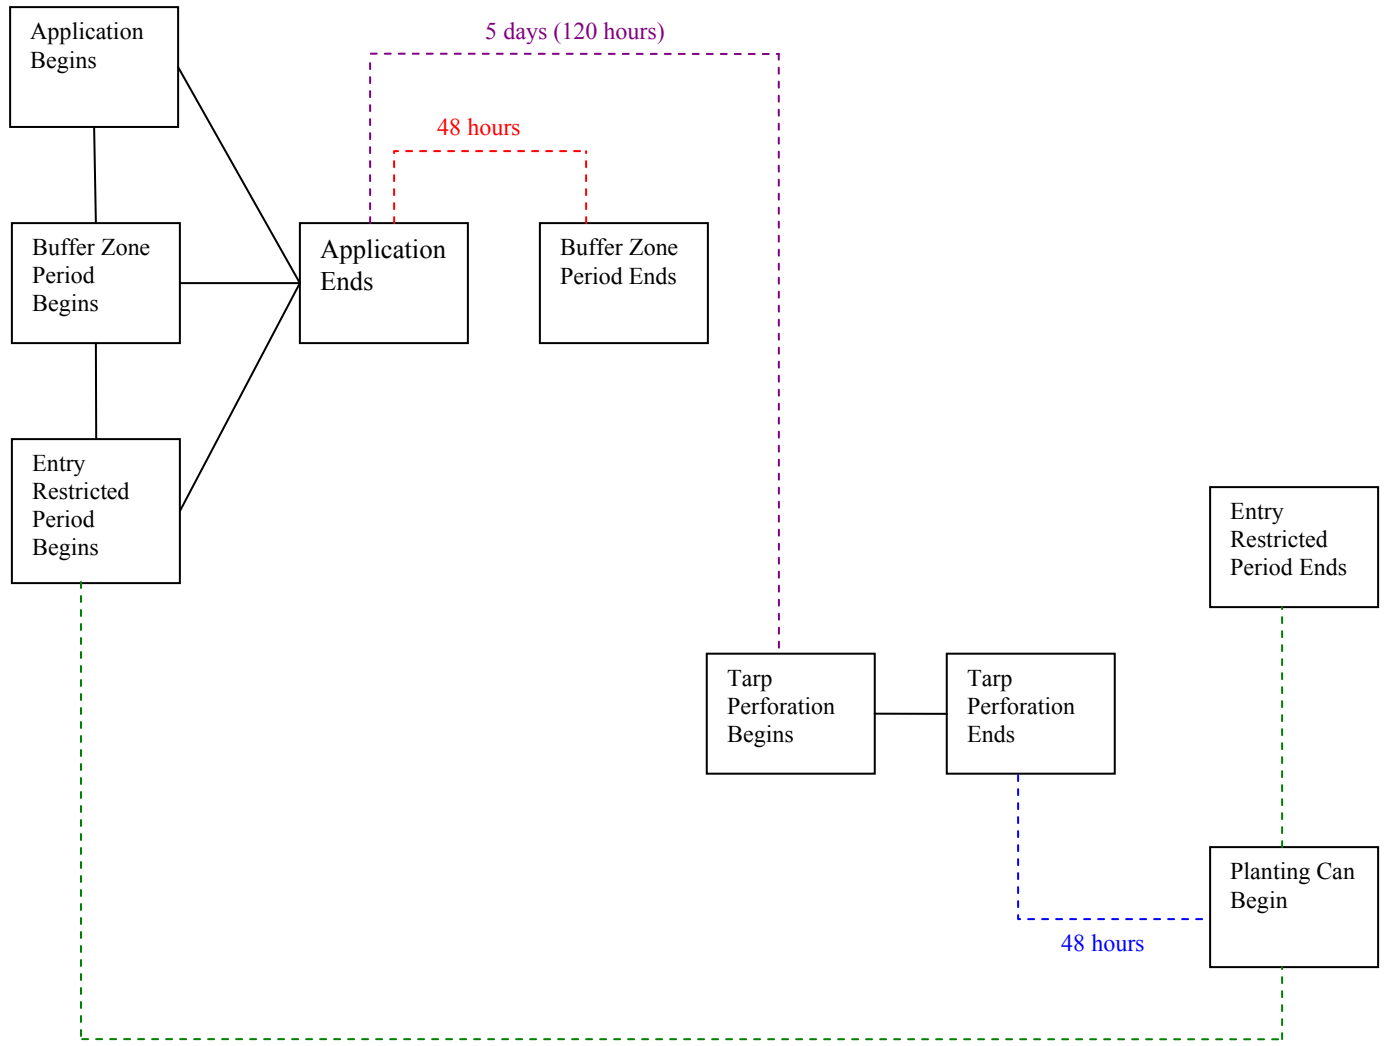 Application
Begins
5 days (120 hours)
48 hours
Buffer Zone
Period
Begins
Application
Ends
Buffer Zone
Period Ends
Entry
Restricted
Period
Begins
Entry
Restricted
Period Ends
Tarp
Perforation
Begins
Tarp
Perforation
Ends
Planting Can
Begin
48 hours